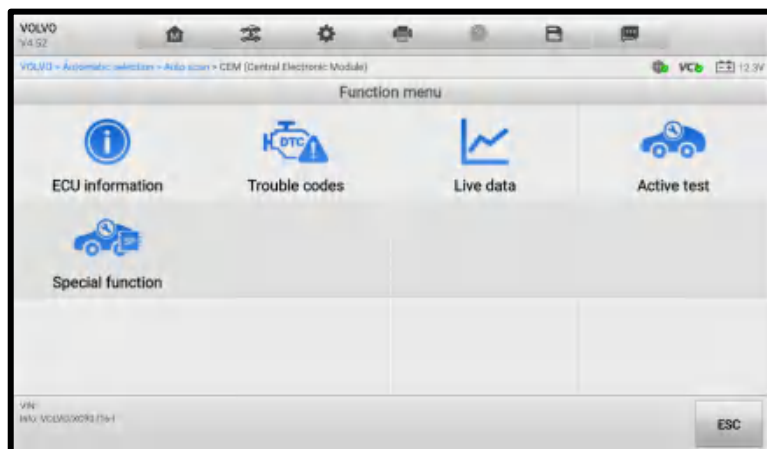 VOLVO
V4.52
VOLVO > Automatic selection > Auto scan > CEM (Central Electronic Module)
VCI 12.3V
Function menu
ECU information
DTC
Trouble codes
Live data
Active test
Special function
VIN:
Info:
ESC